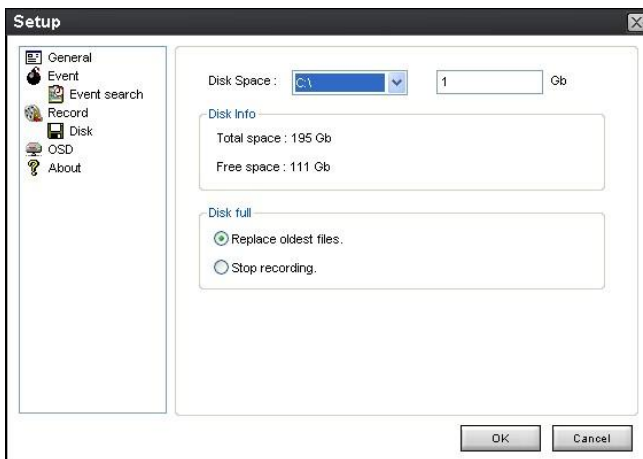 Setup
General
Event
Event search
Record
Disk
OSD
About
Disk Space : C:\ 1 Gb
Disk Info
Total space : 195 Gb
Free space : 111 Gb
Disk full
Replace oldest files.
Stop recording.
OK Cancel